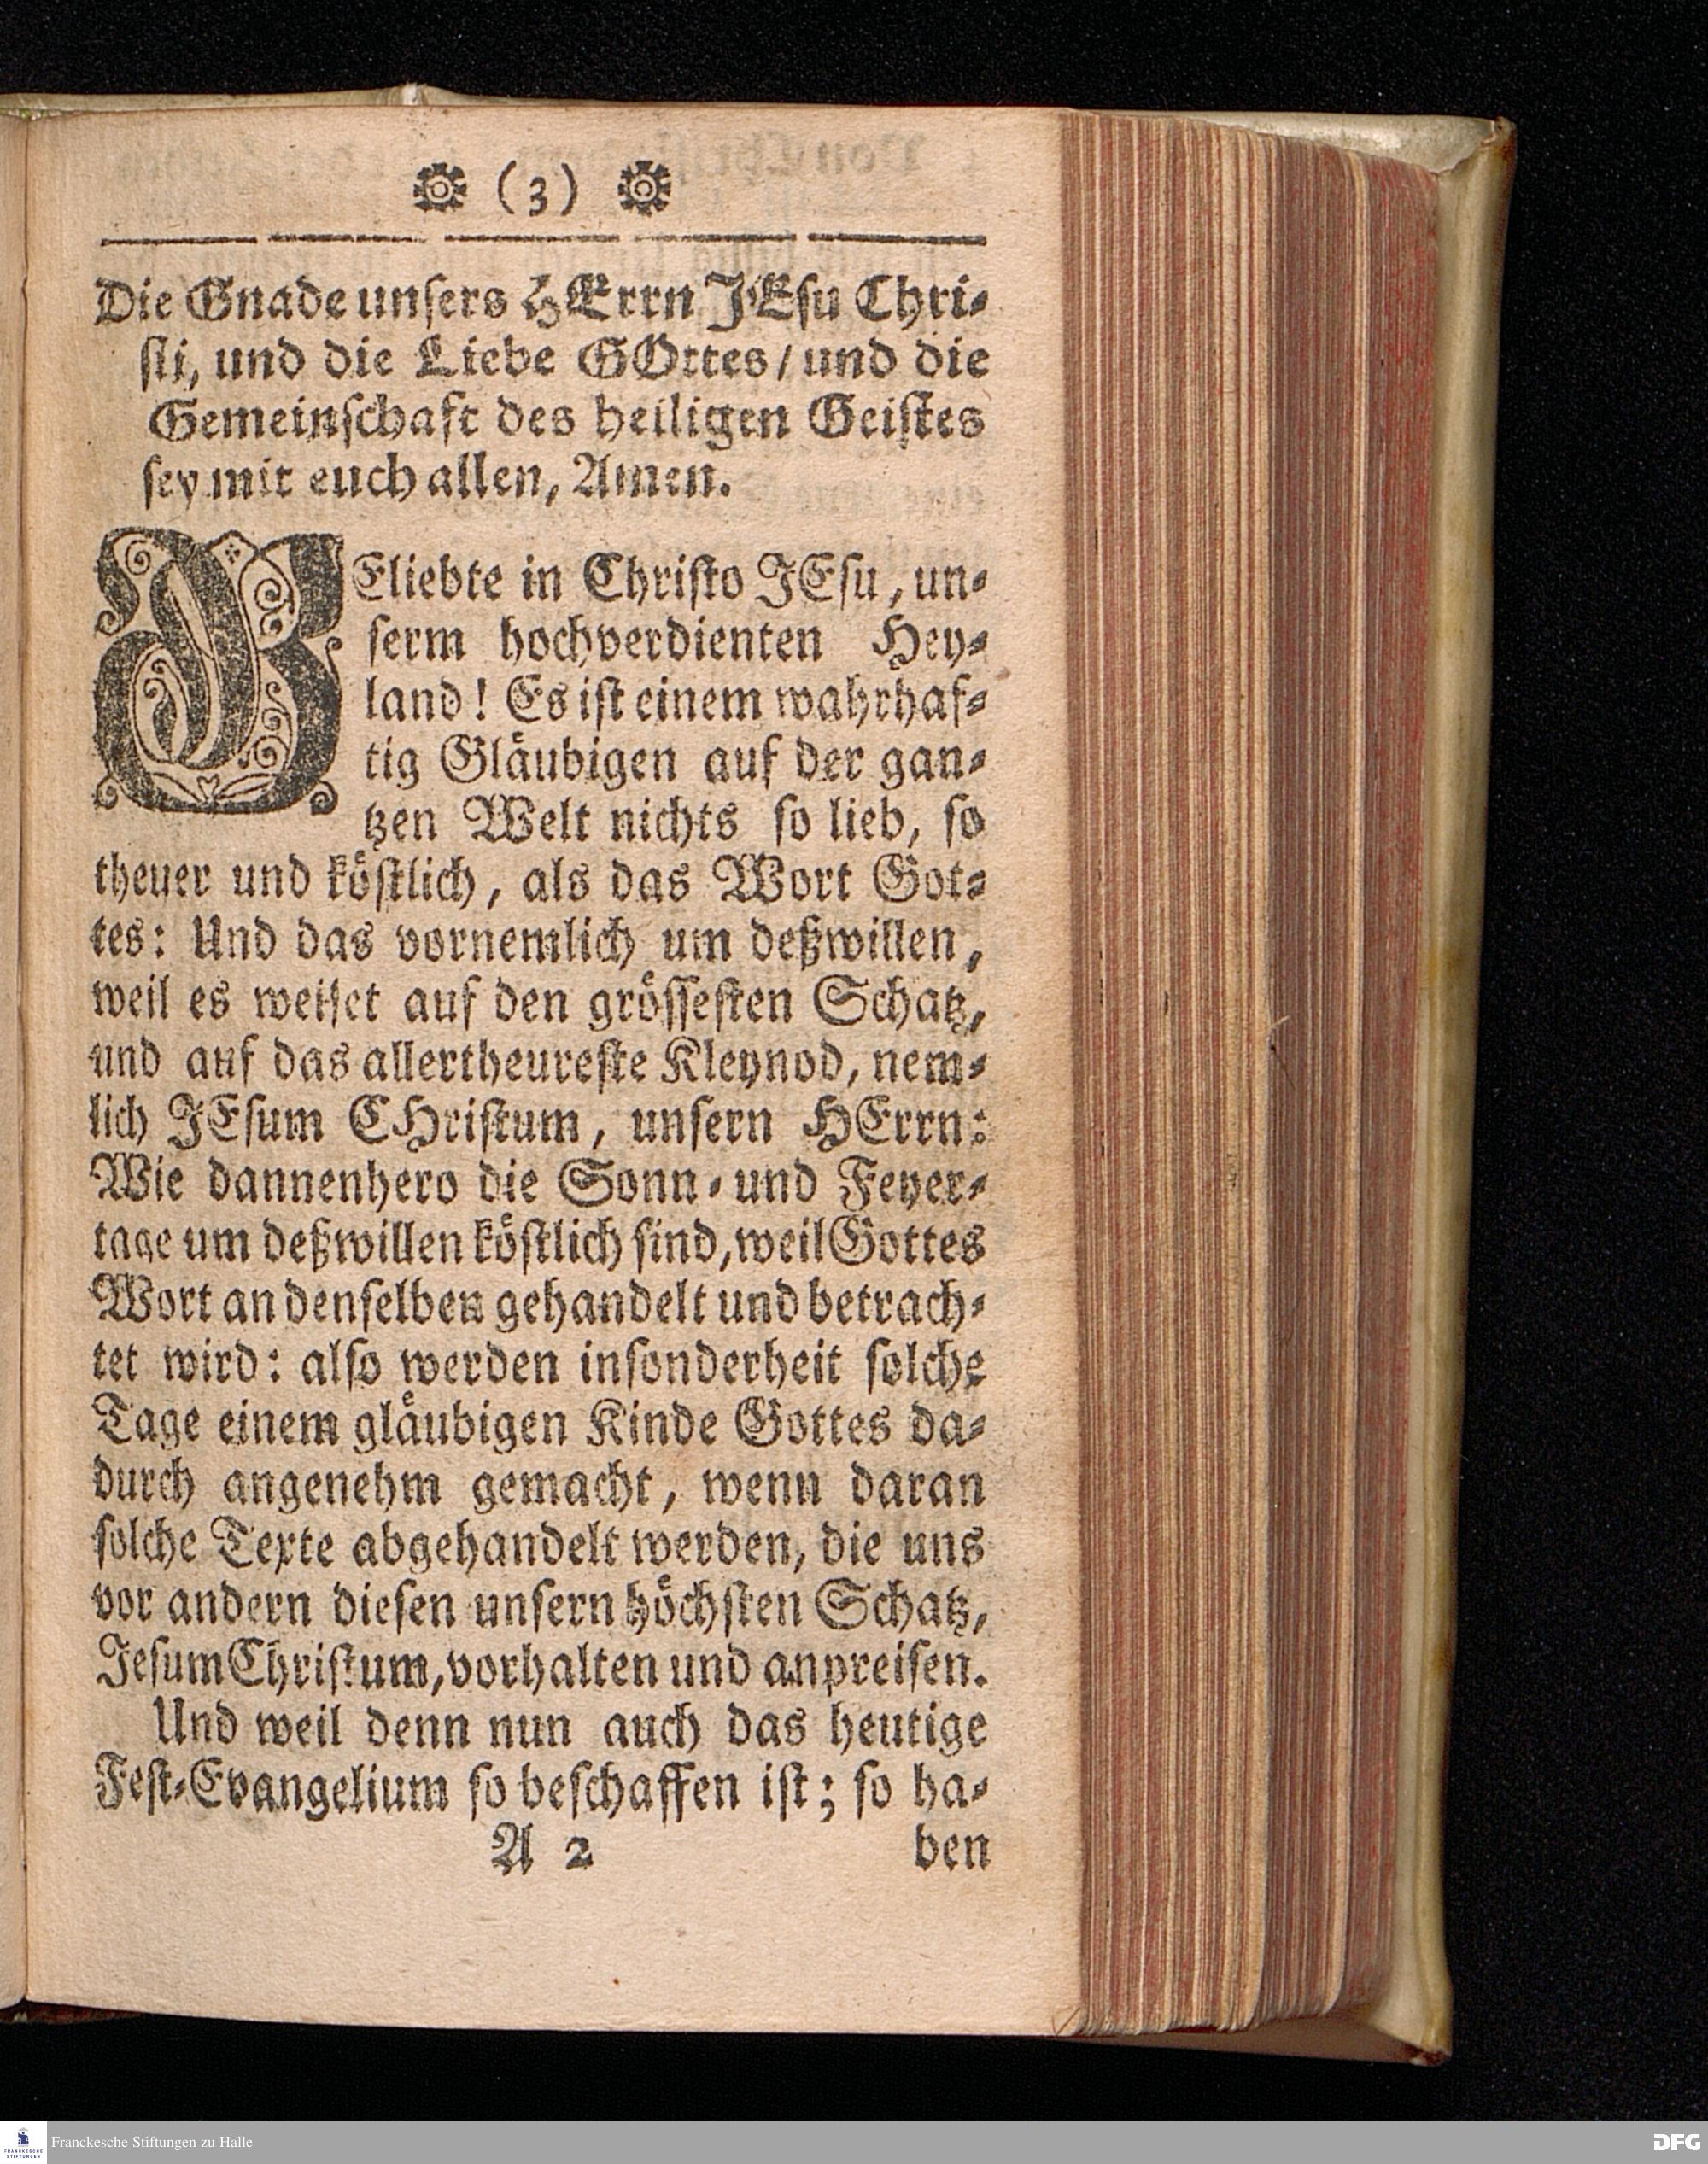 (3)
Die Gnade unsers HErrn JEsu Chri-
sti, und die Liebe GOttes / und die
Gemeinschaft des heiligen Geistes
sey mit euch allen, Amen.
BEliebte in Christo JEsu, un-
serm hochverdienten Hey-
land! Es ist einem wahrhaf-
tig Gläubigen auf der gan-
tzen Welt nichts so lieb, so
theuer und köstlich, als das Wort Got-
tes: Und das vornemlich um deßwillen,
weil es weiset auf den grössesten Schatz,
und auf das allertheureste Kleynod, nem-
lich JEsum CHristum, unsern HErrn:
Wie dannenhero die Sonn- und Feyer-
tage um deßwillen köstlich sind, weil Gottes
Wort an denselben gehandelt und betrach-
tet wird: also werden insonderheit solche
Tage einem gläubigen Kinde Gottes da-
durch angenehm gemacht, wenn daran
solche Texte abgehandelt werden, die uns
vor andern diesen unsern höchsten Schatz,
Jesum Christum, vorhalten und anpreisen.
Und weil denn nun auch das heutige
Fest-Evangelium so beschaffen ist; so ha-
A 2 ben
FRANCKESCHE STIFTUNGEN
Franckesche Stiftungen zu Halle
DFG